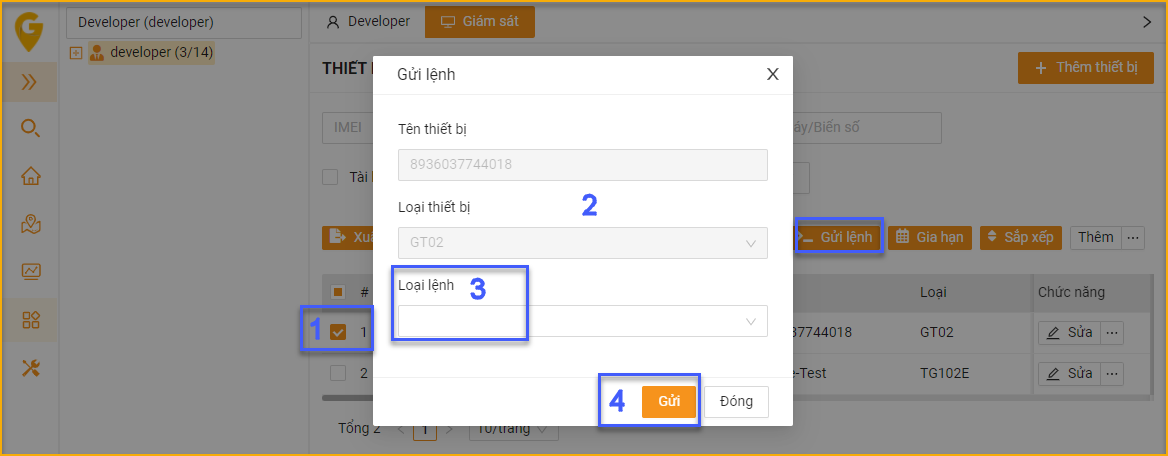 Developer (developer)
developer (3/14)
Developer
Giám sát
THIẾT
Thêm thiết bị
IMEI
áy/Biến số
Tài
Gửi lệnh
X
Tên thiết bị
8936037744018
Loại thiết bị
2
GT02
Loại lệnh
3
Xuấ
Gửi lệnh
Gia hạn
Sắp xếp
Thêm
...
#
Loại
Chức năng
1
1
37744018
GT02
Sửa
...
2
e-Test
TG102E
Sửa
...
4
Gửi
Đóng
Tổng 2
< 1 >
10/trang